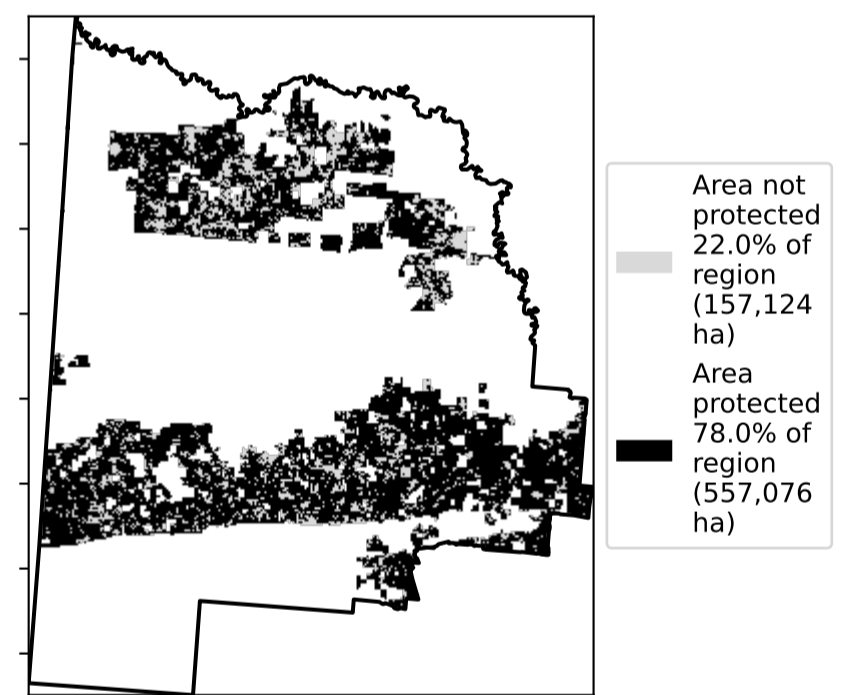 Area not
protected
22.0% of
region
(157,124
ha)
Area
protected
78.0% of
region
(557,076
ha)